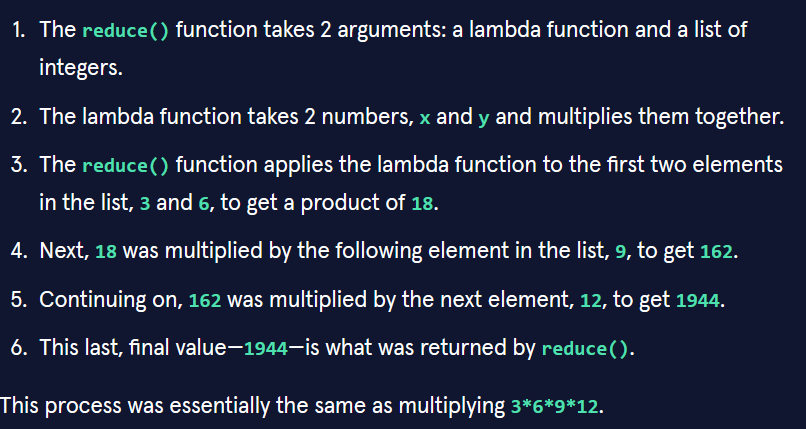 1. The reduce() function takes 2 arguments: a lambda function and a list of
integers.
2. The lambda function takes 2 numbers, x and y and multiplies them together.
3. The reduce() function applies the lambda function to the first two elements
in the list, 3 and 6, to get a product of 18.
4. Next, 18 was multiplied by the following element in the list, 9, to get 162.
5. Continuing on, 162 was multiplied by the next element, 12, to get 1944.
6. This last, final value—1944—is what was returned by reduce().
This process was essentially the same as multiplying 3*6*9*12.